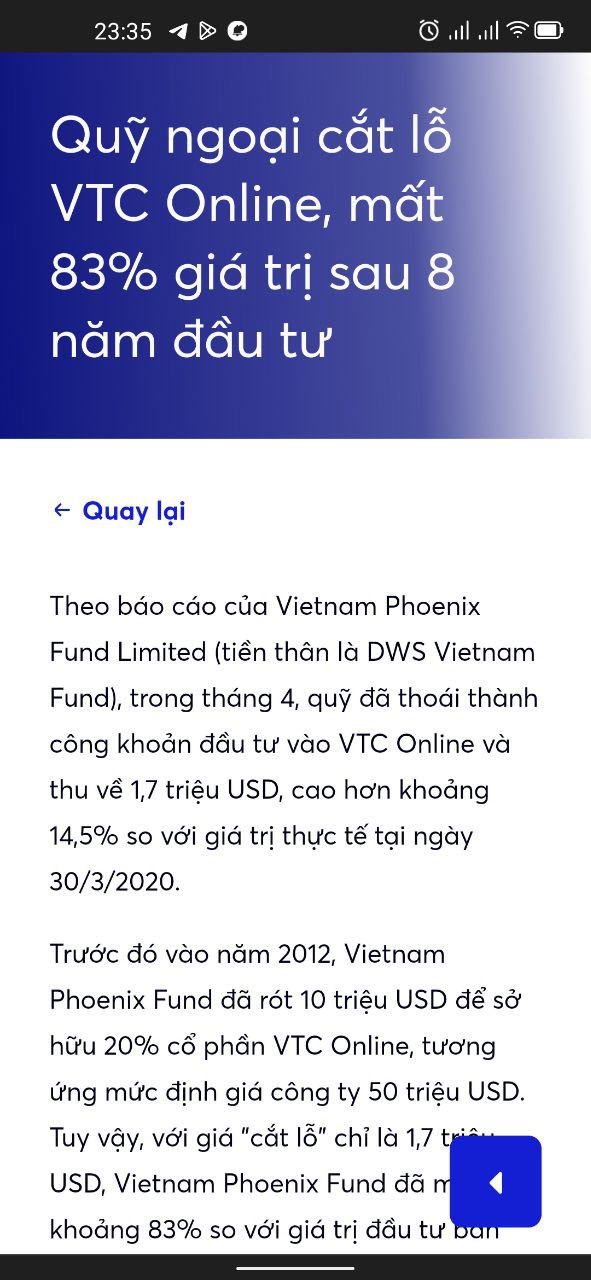 23:35
Quỹ ngoại cắt lỗ
VTC Online, mất
83% giá trị sau 8
năm đầu tư
← Quay lại
Theo báo cáo của Vietnam Phoenix
Fund Limited (tiền thân là DWS Vietnam
Fund), trong tháng 4, quỹ đã thoái thành
công khoản đầu tư vào VTC Online và
thu về 1,7 triệu USD, cao hơn khoảng
14,5% so với giá trị thực tế tại ngày
30/3/2020.
Trước đó vào năm 2012, Vietnam
Phoenix Fund đã rót 10 triệu USD để sở
hữu 20% cổ phần VTC Online, tương
ứng mức định giá công ty 50 triệu USD.
Tuy vậy, với giá "cắt lỗ" chỉ là 1,7 triệu
USD, Vietnam Phoenix Fund đã
khoảng 83% so với giá trị đầu tư ban